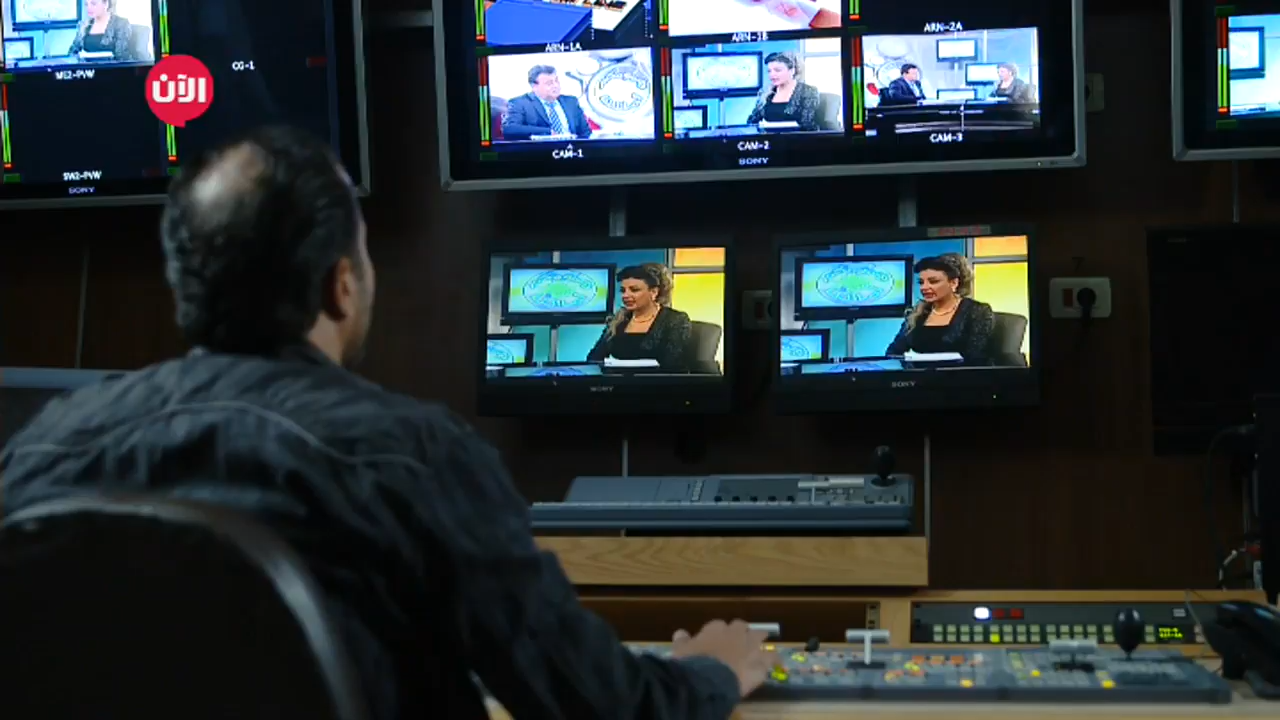 الآن
ME2-PVW
CG-1
SW2-PVW
SONY
ARN-1A
ARN-1B
ARN-2A
CAM-1
CAM-2
CAM-3
SONY
SONY
SONY